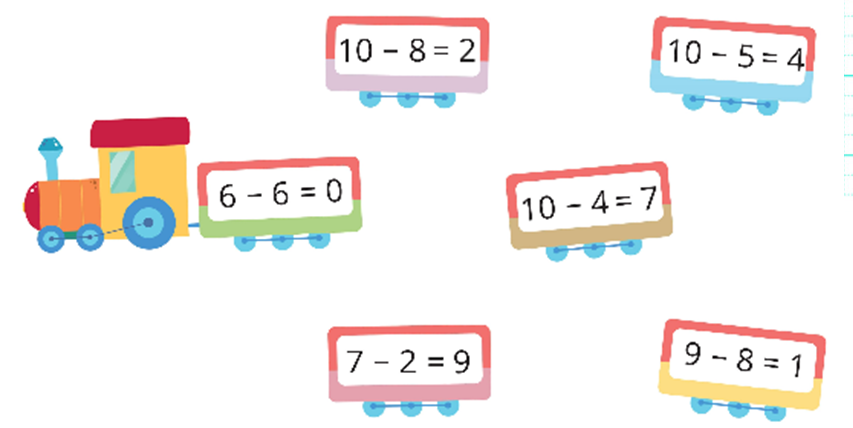 10 – 8 = 2
10 – 5 = 4
6 – 6 = 0
10 – 4 = 7
7 – 2 = 9
9 – 8 = 1